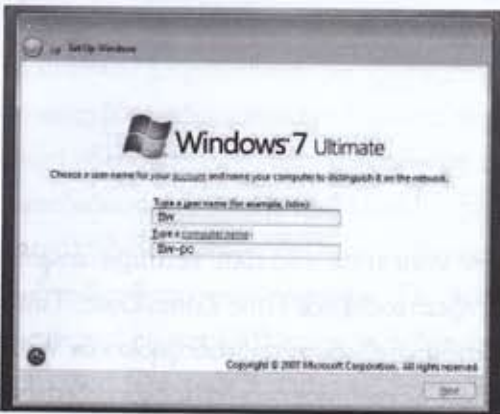 Set Up Windows
Windows 7 Ultimate
Choose a user name for your account and name your computer to distinguish it on the network.
Type a user name (for example, John):
Type a computer name:
Copyright © 2007 Microsoft Corporation. All rights reserved.
Next